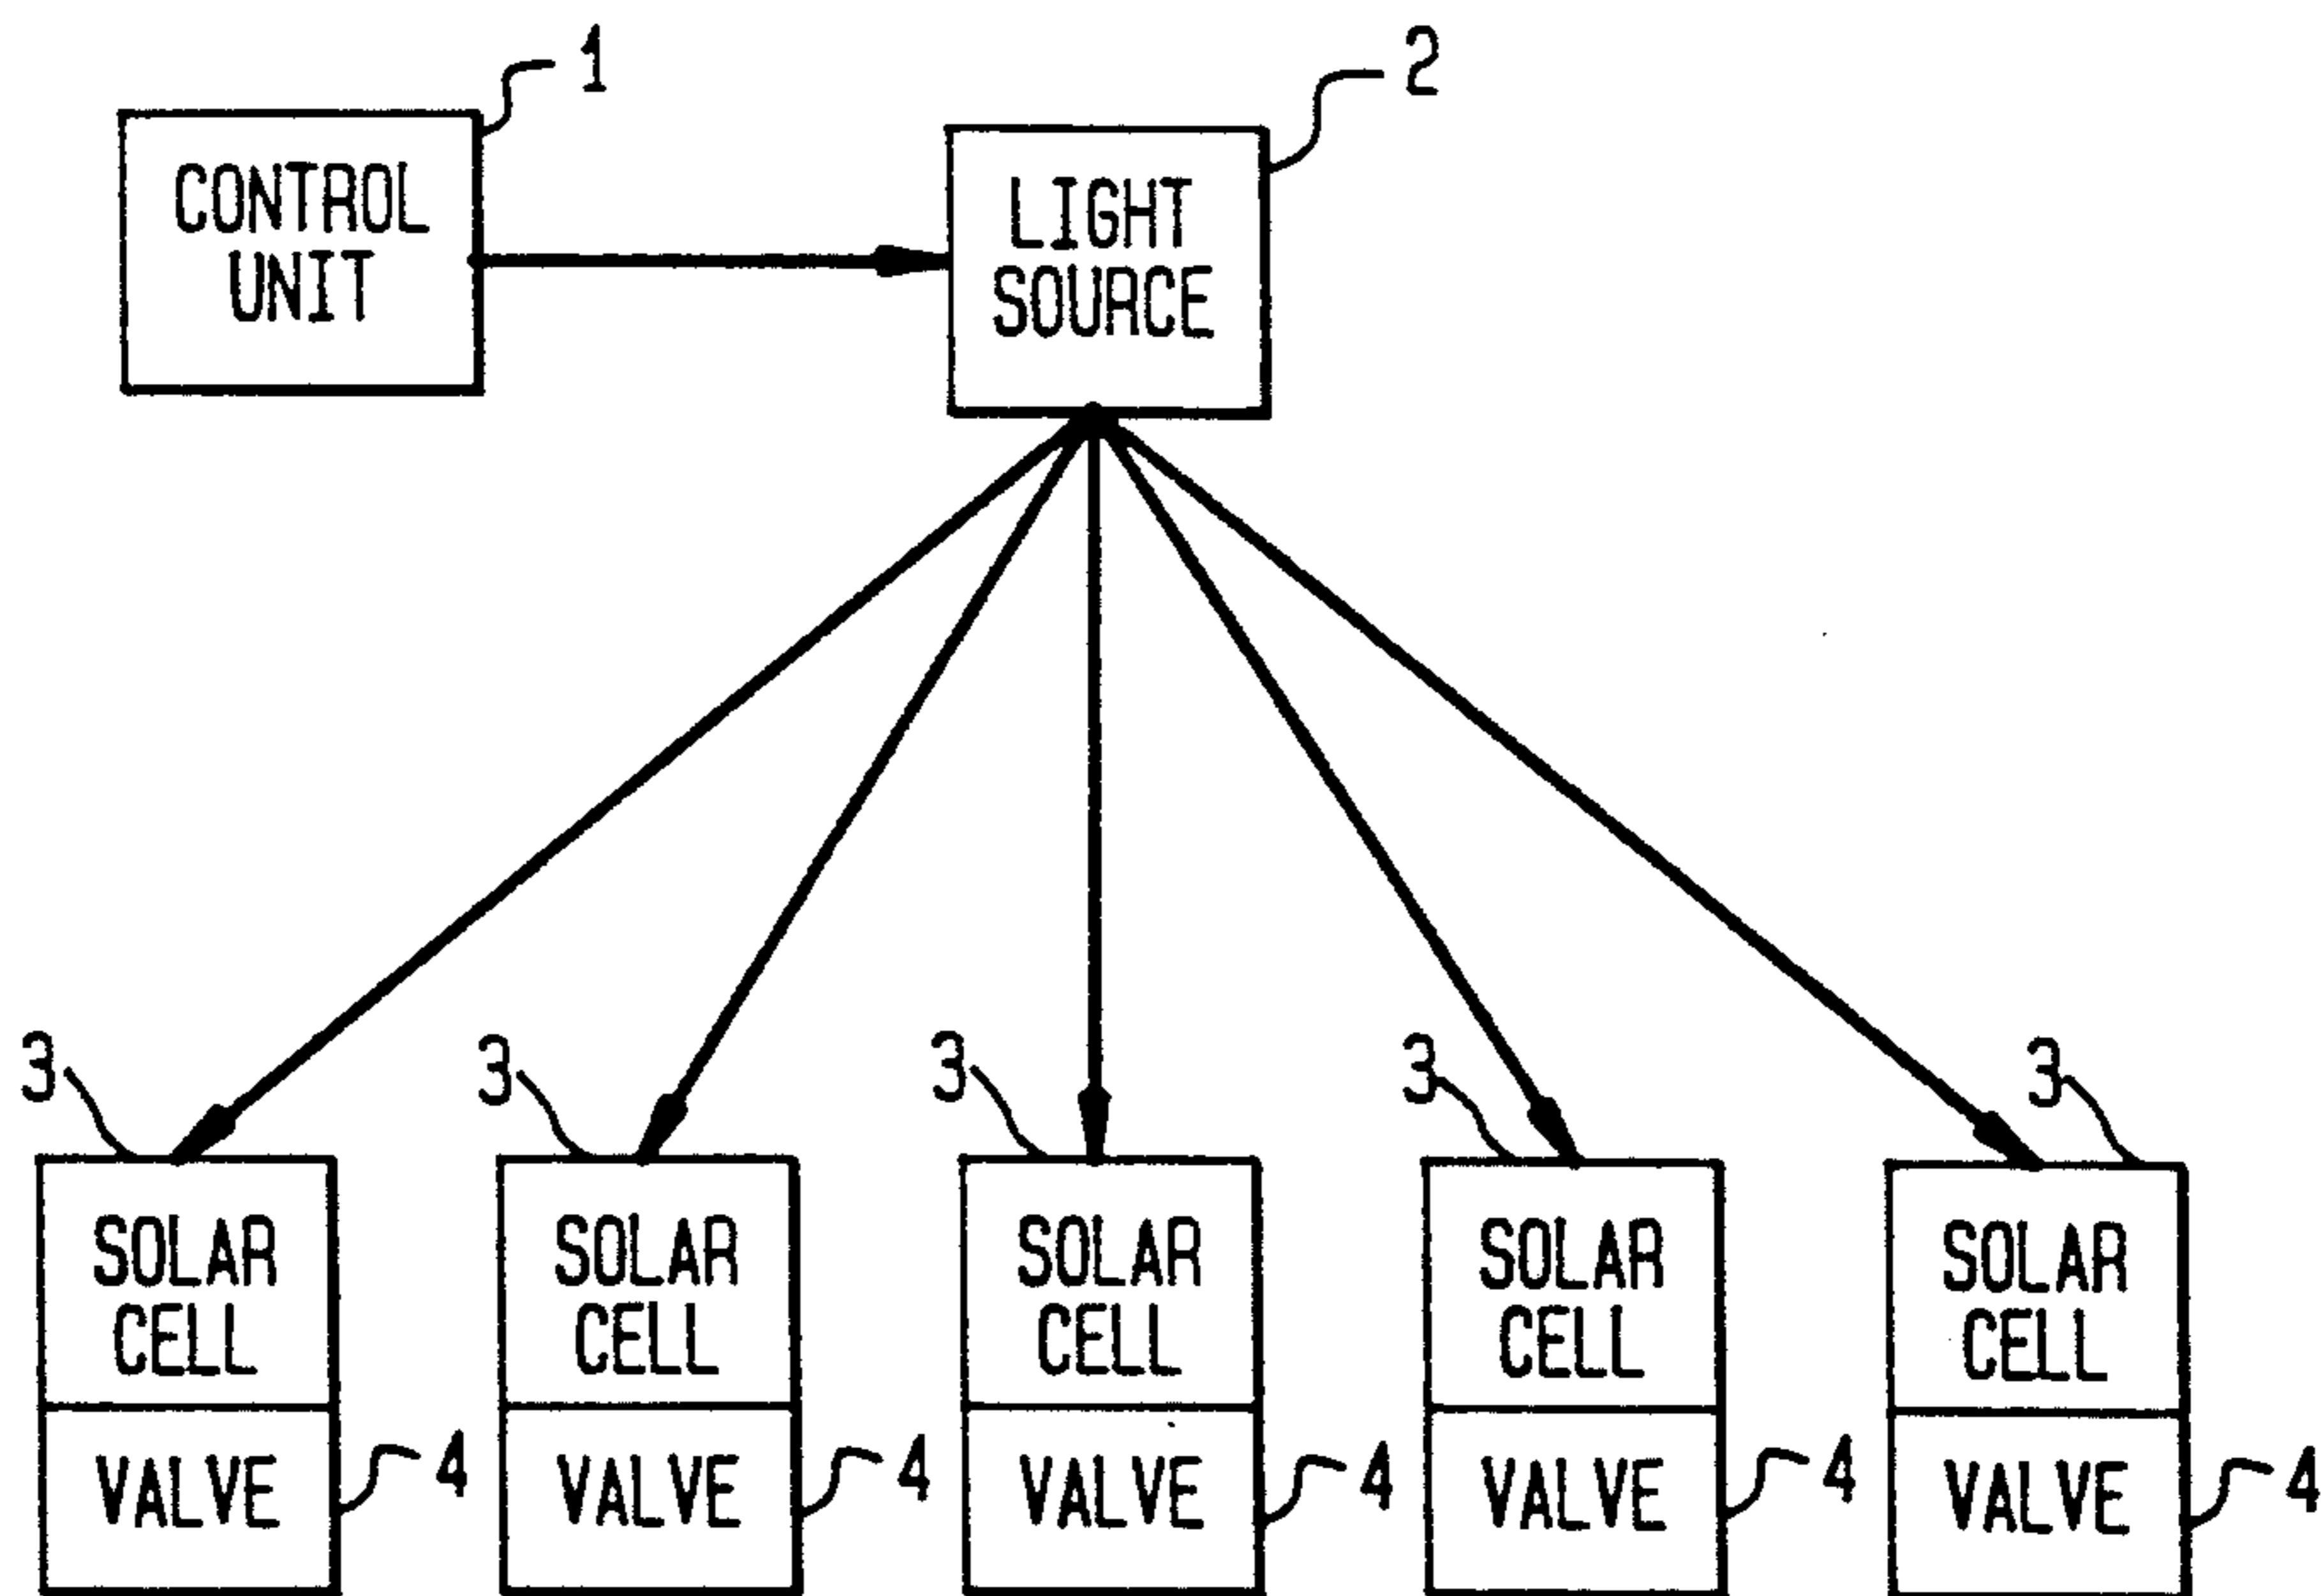 1
2
CONTROL
UNIT
LIGHT
SOURCE
3
3
3
3
3
SOLAR
CELL
SOLAR
CELL
SOLAR
CELL
SOLAR
CELL
SOLAR
CELL
VALVE
4
VALVE
4
VALVE
4
VALVE
4
VALVE
4